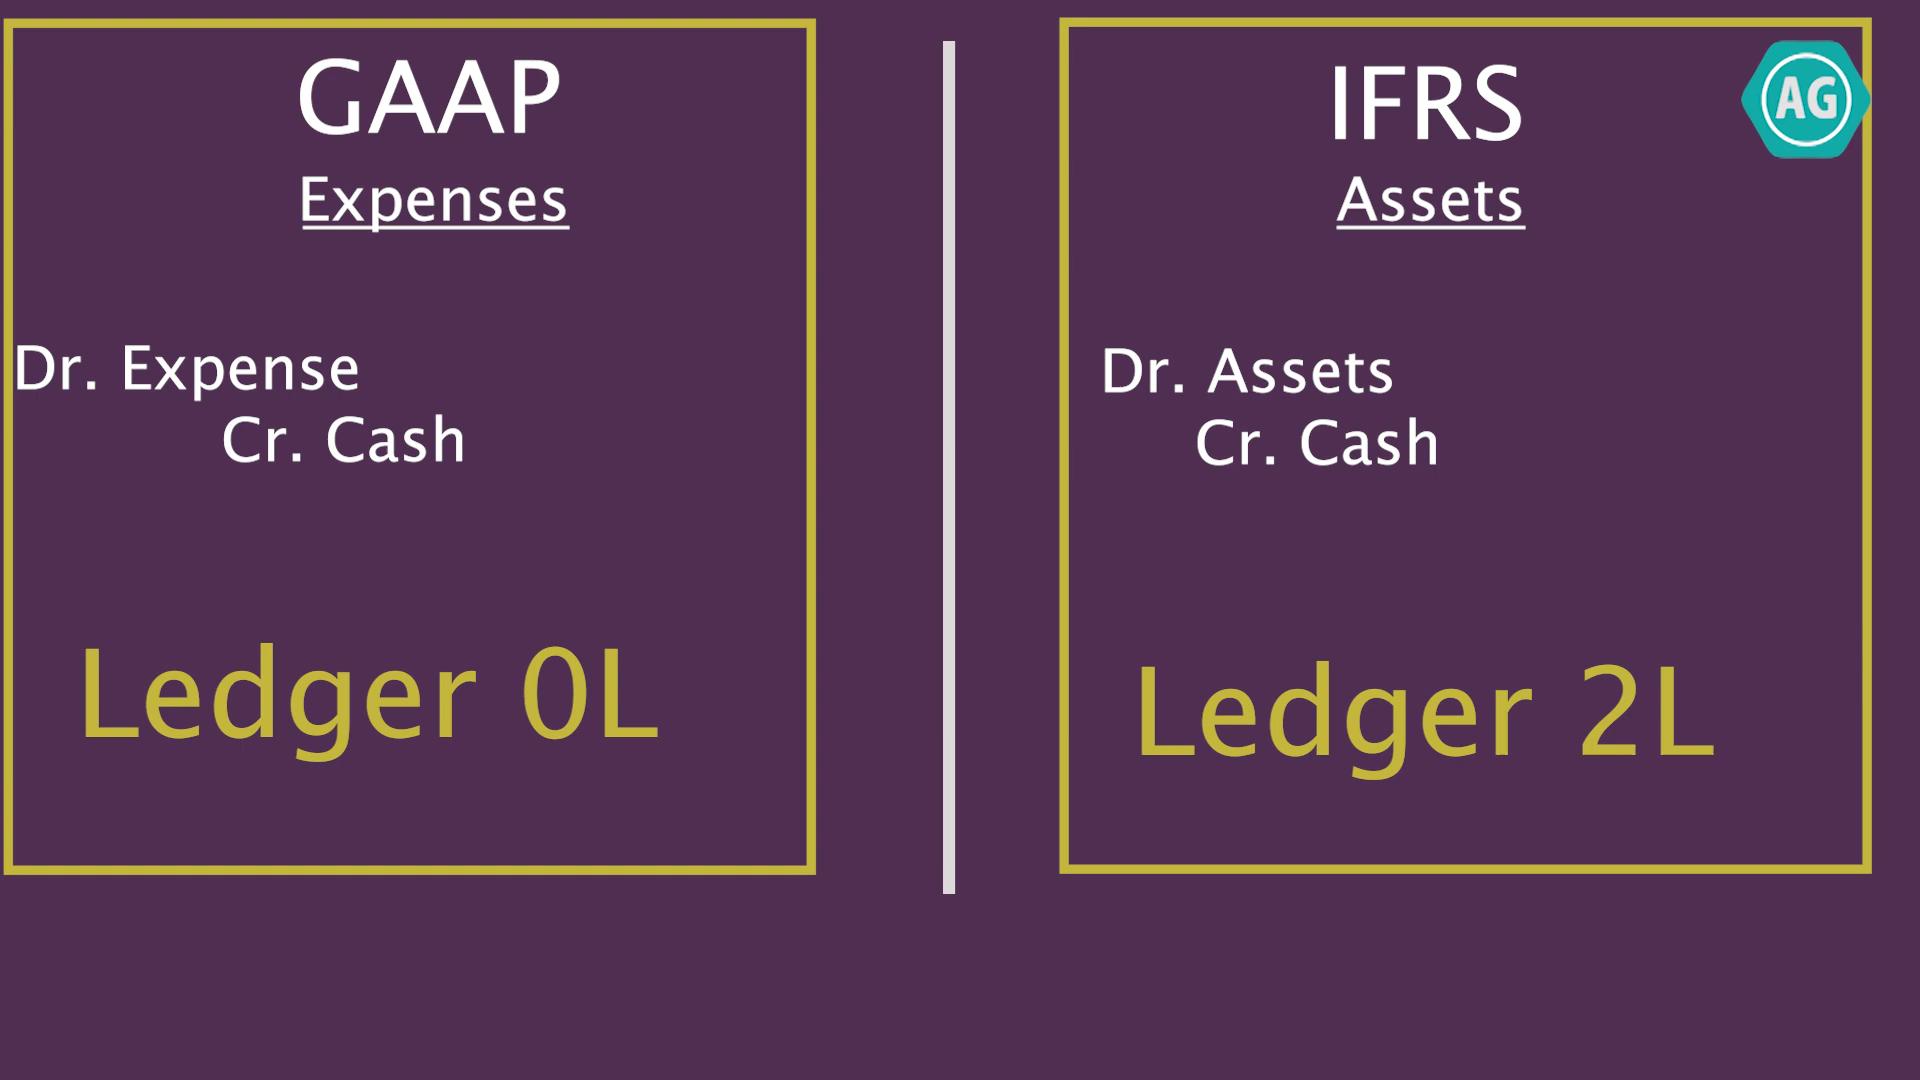 GAAP
Expenses
Dr. Expense
Cr. Cash
Ledger 0L
IFRS
AG
Assets
Dr. Assets
Cr. Cash
Ledger 2L